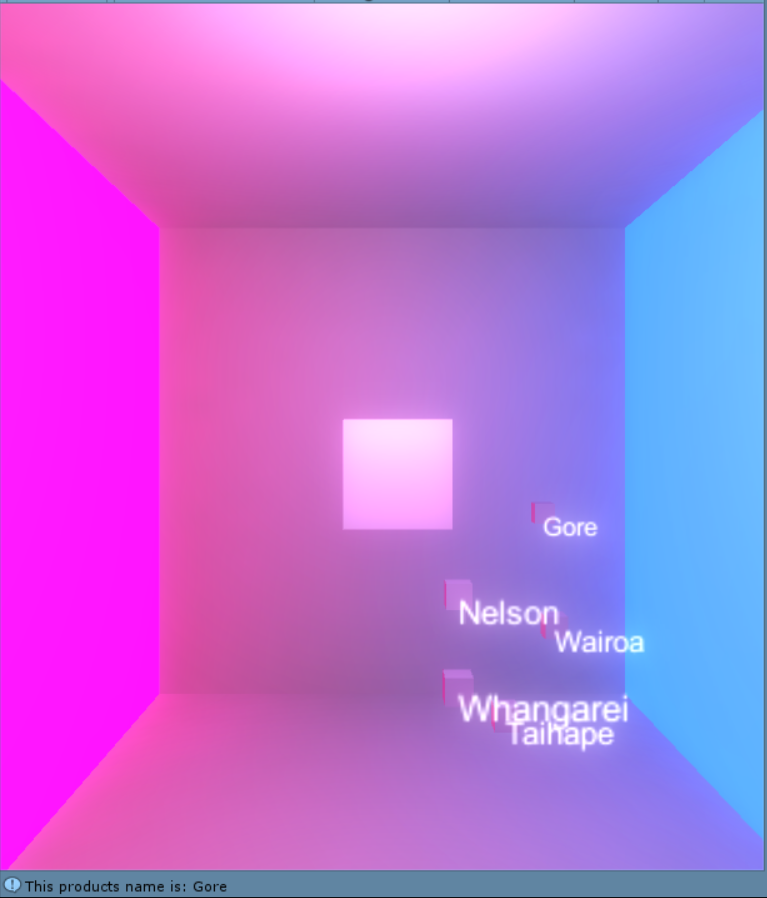 Gore
Nelson
Wairoa
Whangarei
Taihape
This products name is: Gore